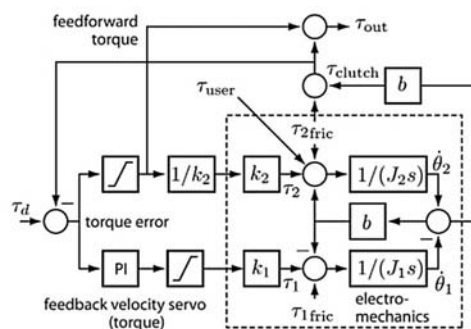 feedforward
torque
τout
τclutch
b
τuser
τ2fric
1/k2
k2
τ2
1/(J2s)
θ̇2
τd
−
torque error
b
−
−
PI
k1
τ1
1/(J1s)
θ̇1
feedback velocity servo
(torque)
τ1fric
electro-
mechanics